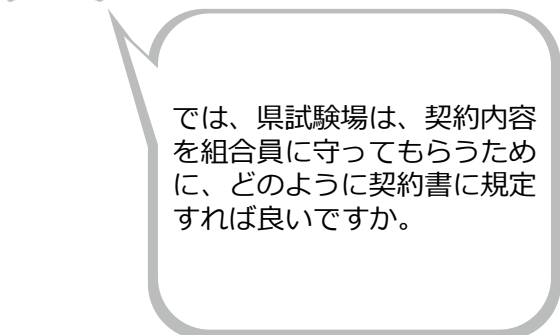 では、県試験場は、契約内容
を組合員に守ってもらうため
に、どのように契約書に規定
すれば良いですか。